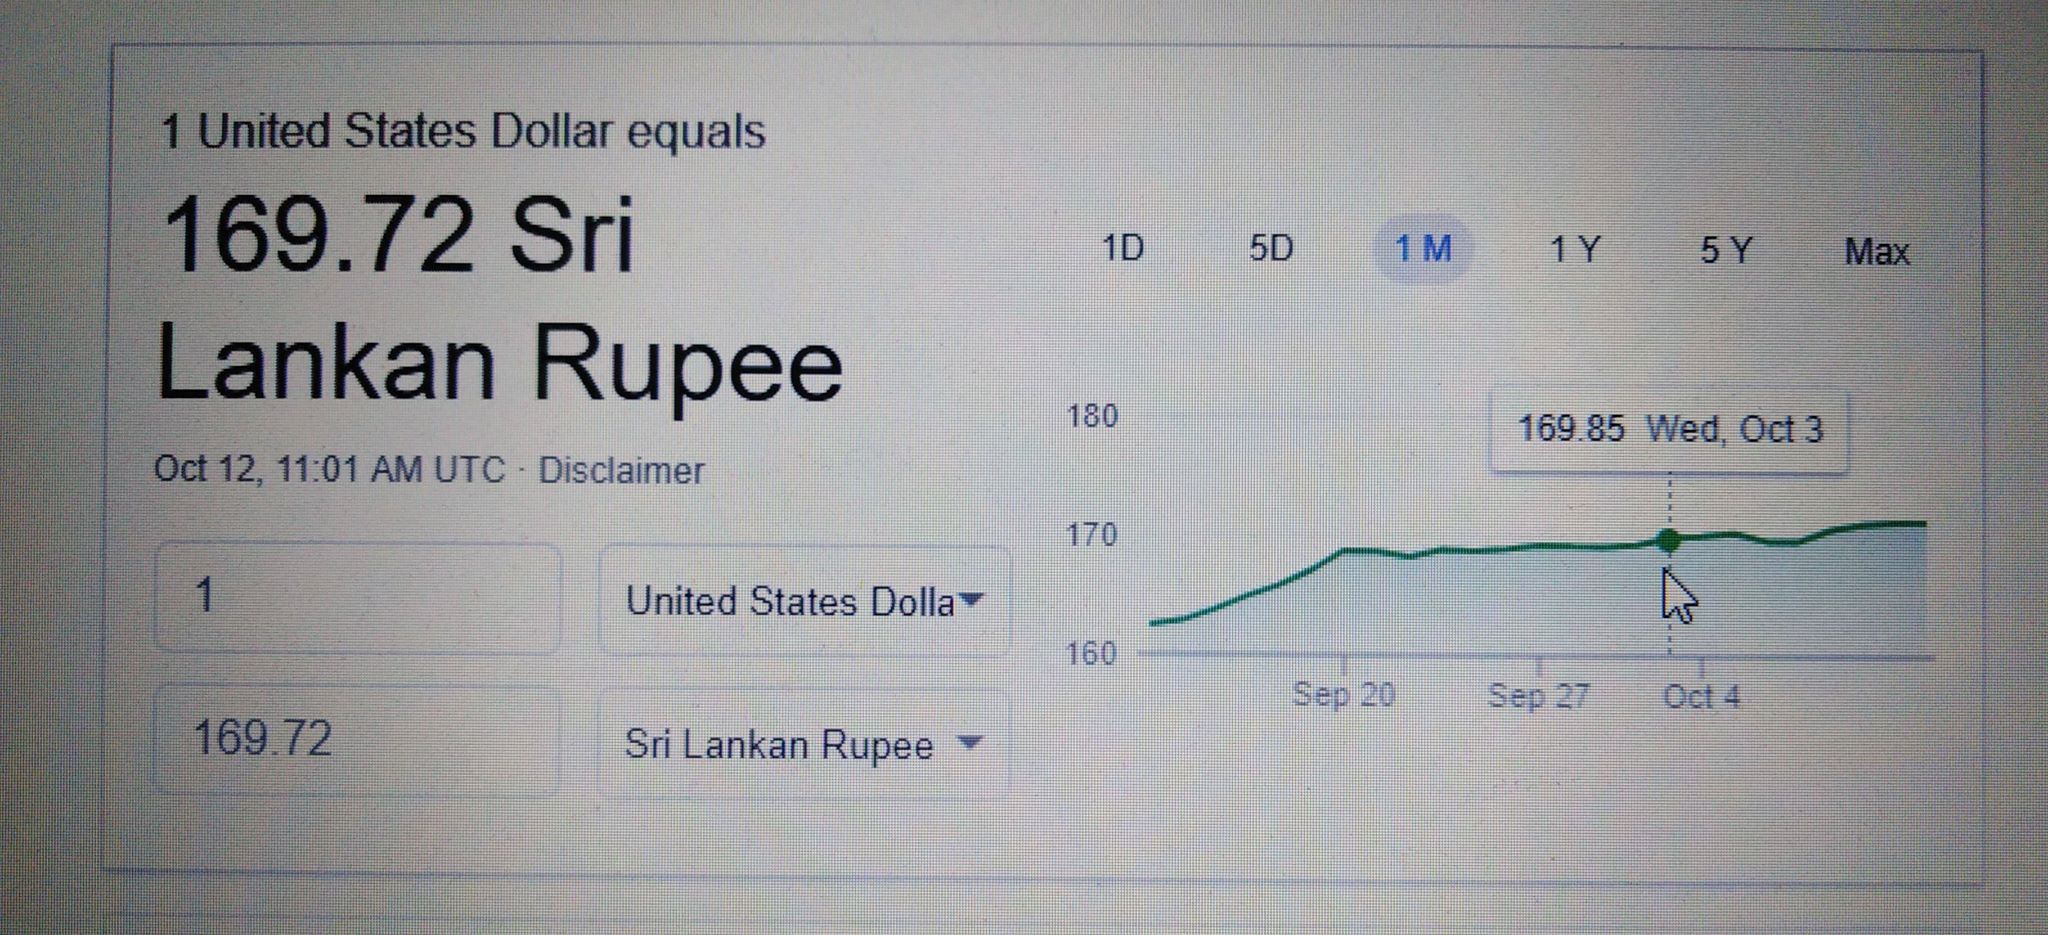 1 United States Dollar equals
169.72 Sri
Lankan Rupee
Oct 12, 11:01 AM UTC · Disclaimer
1
United States Dolla
169.72
Sri Lankan Rupee
1D 5D 1 M 1 Y 5 Y Max
180
169.85 Wed, Oct 3
170
160
Sep 20 Sep 27 Oct 4